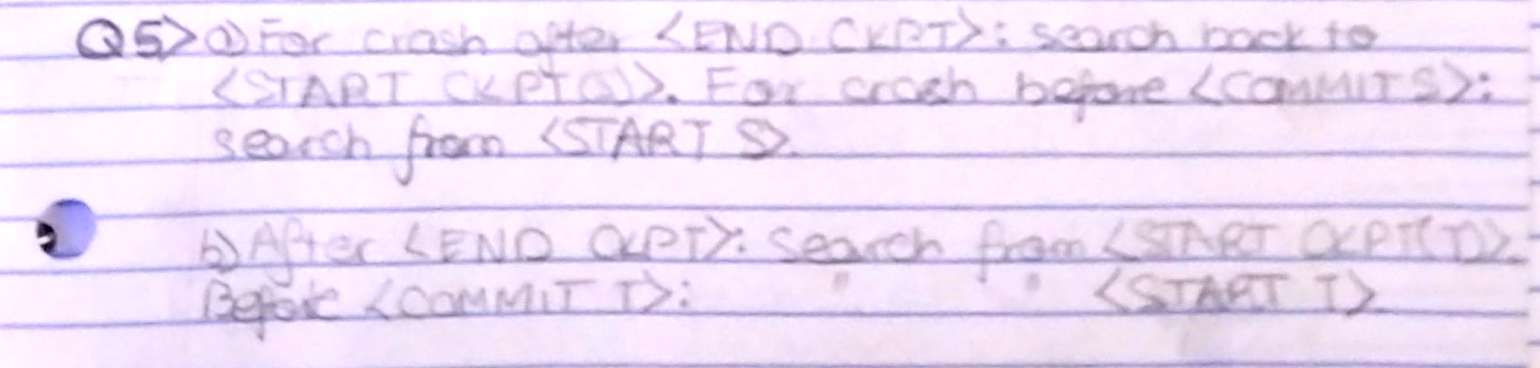 Q5> a) For crash after <END CKPT>: search back to
<START CKPT(S)>. For crash before <COMMIT S>:
search from <START S>.
b) After <END CKPT>: search from <START CKPT(T)>.
Before <COMMIT T>: " " <START T>